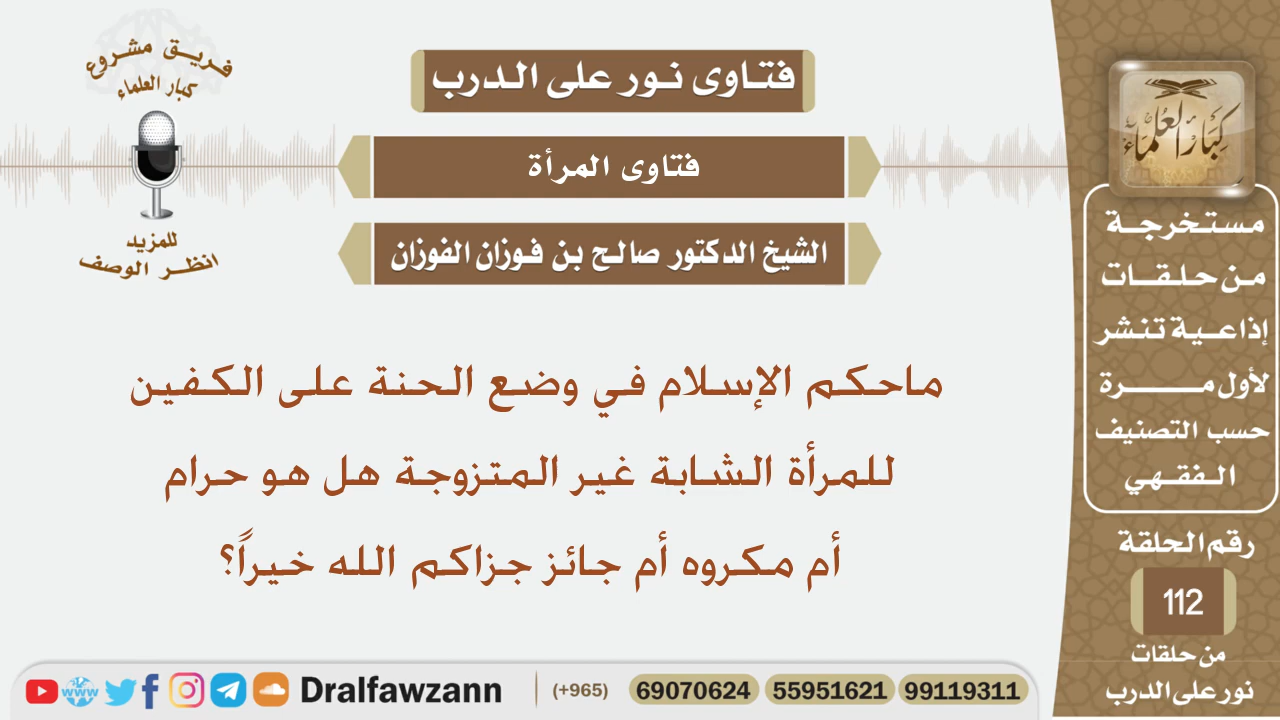 فريق مشروع
كبار العلماء
للمزيد
انظر الوصف
فتاوى نور على الدرب
فتاوى المرأة
الشيخ الدكتور صالح بن فوزان الفوزان
ماحكم الإسلام في وضع الحنة على الكفين
للمرأة الشابة غير المتزوجة هل هو حرام
أم مكروه أم جائز جزاكم الله خيراً؟
كبار العلماء
مستخرجة
من حلقات
إذاعية تنشر
لأول مرة
حسب التصنيف
الفقهي
رقم الحلقة
112
من حلقات
نور على الدرب
www
Dralfawzann
(+965) 69070624 55951621 99119311